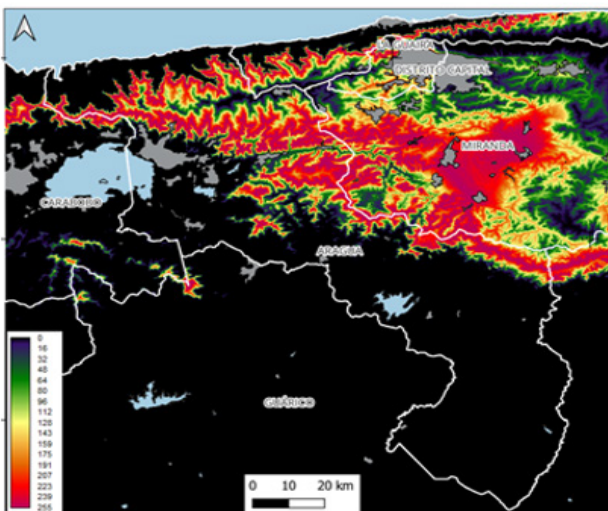 LA GUAIRA
DISTRITO CAPITAL
MIRANDA
CARABOBO
ARAGUA
GUÁRICO
0
16
32
48
64
80
96
112
128
143
159
175
191
207
223
239
255
0 10 20 km